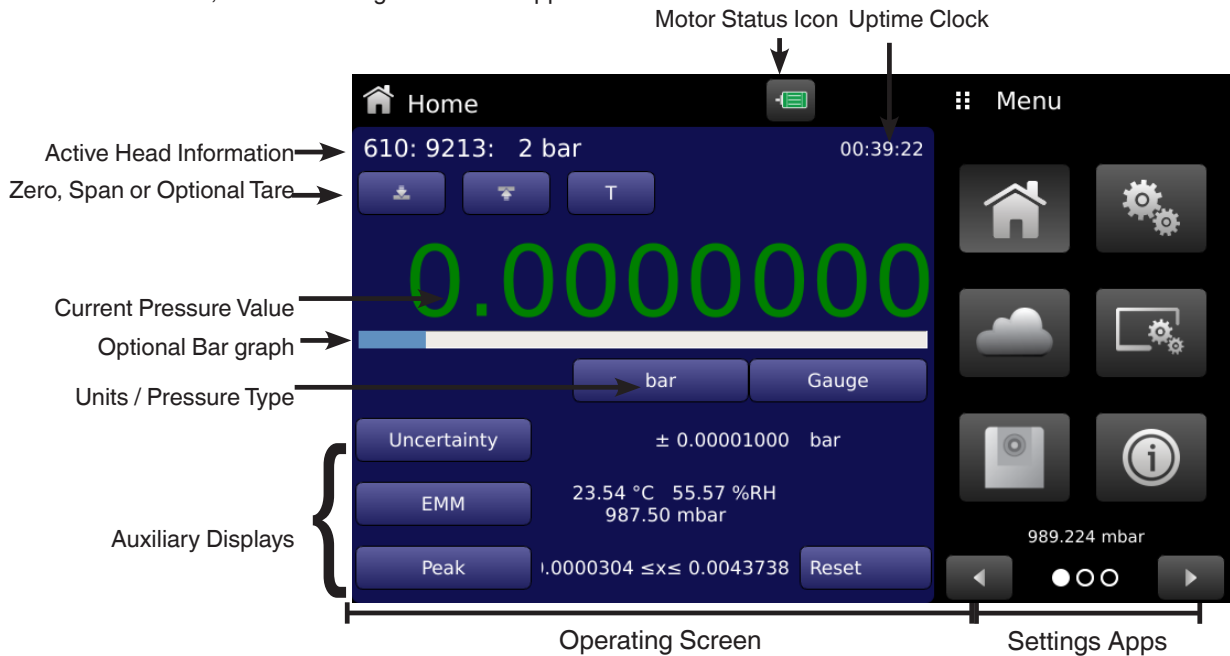 Motor Status Icon Uptime Clock
Home
Menu
Active Head Information
610: 9213: 2 bar
00:39:22
Zero, Span or Optional Tare
T
Current Pressure Value
0.0000000
Optional Bar graph
Units / Pressure Type
bar
Gauge
Uncertainty
± 0.00001000 bar
EMM
23.54 °C 55.57 %RH
987.50 mbar
Auxiliary Displays
989.224 mbar
Peak
.0000304 ≤x≤ 0.0043738
Reset
Operating Screen
Settings Apps